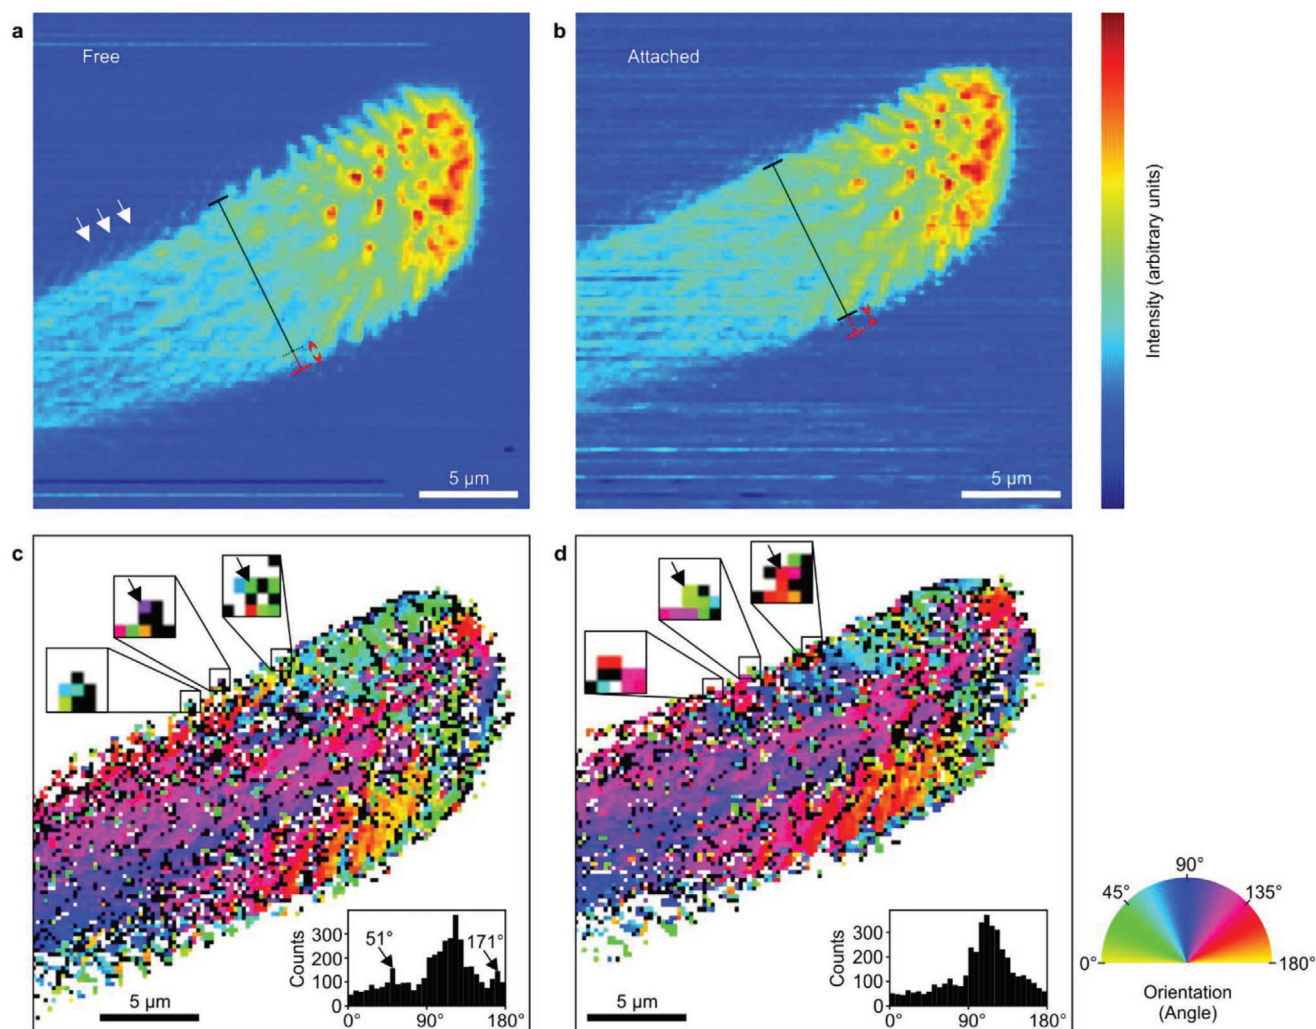 a
Free
b
Attached
Intensity (arbitrary units)
5 μm
5 μm
c
d
51°
171°
Counts
300
200
100
0
0°
90°
180°
5 μm
Counts
300
200
100
0
0°
90°
180°
5 μm
0°
45°
90°
135°
180°
Orientation
(Angle)